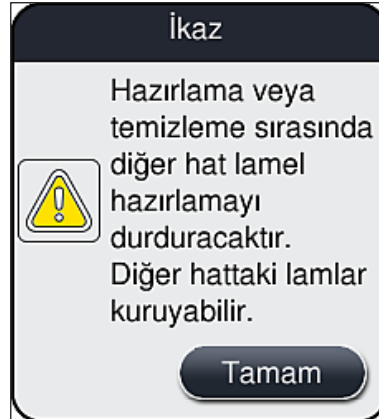 İkaz
Hazırlama veya
temizleme sırasında
diğer hat lamel
hazırlamayı
durduracaktır.
Diğer hattaki lamlar
kuruyabilir.
Tamam